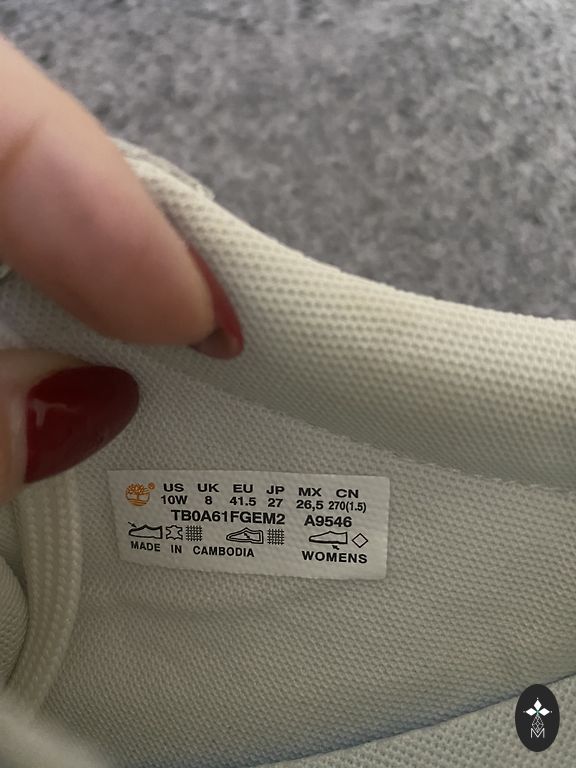 US UK EU JP MX CN
10W 8 41.5 27 26,5 270(1.5)
TB0A61FGEM2 A9546
MADE IN CAMBODIA WOMENS
M